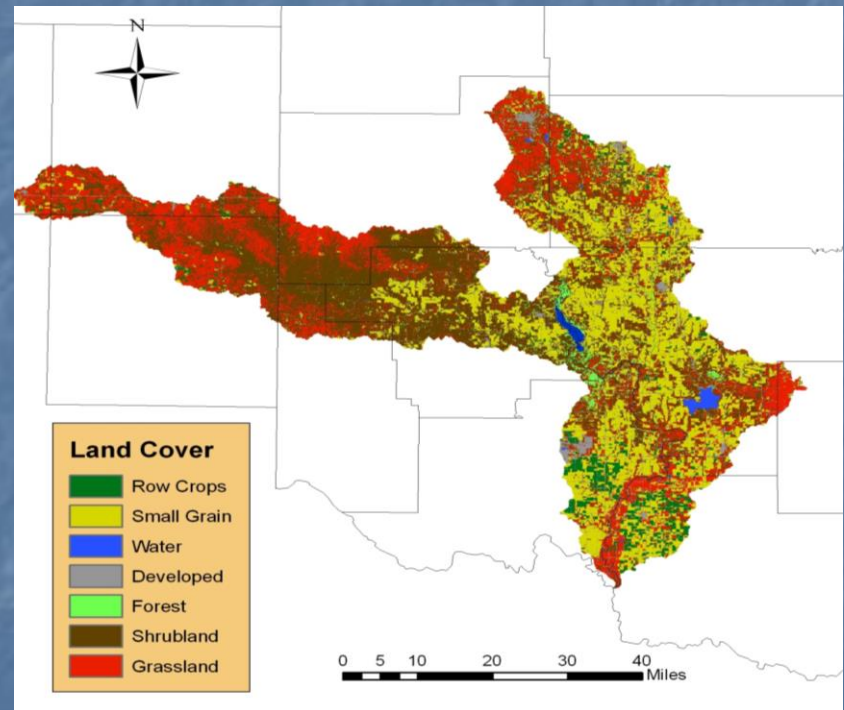 N
Land Cover
Row Crops
Small Grain
Water
Developed
Forest
Shrubland
Grassland
0 5 10 20 30 40
Miles